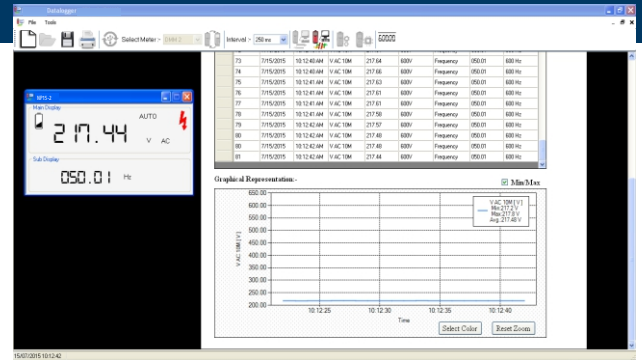 Datalogger
File Tools
Select Meter:- Interval :- 250 ms 60000
73 7/15/2015 10:12:40 AM V AC 10M 217.64 600V Frequency 050.01 600 Hz
74 7/15/2015 10:12:40 AM V AC 10M 217.66 600V Frequency 050.01 600 Hz
75 7/15/2015 10:12:40 AM V AC 10M 217.63 600V Frequency 050.01 600 Hz
76 7/15/2015 10:12:41 AM V AC 10M 217.61 600V Frequency 050.01 600 Hz
77 7/15/2015 10:12:41 AM V AC 10M 217.61 600V Frequency 050.01 600 Hz
78 7/15/2015 10:12:41 AM V AC 10M 217.58 600V Frequency 050.01 600 Hz
79 7/15/2015 10:12:42 AM V AC 10M 217.57 600V Frequency 050.01 600 Hz
80 7/15/2015 10:12:42 AM V AC 10M 217.48 600V Frequency 050.01 600 Hz
80 7/15/2015 10:12:42 AM V AC 10M 217.48 600V Frequency 050.01 600 Hz
81 7/15/2015 10:12:42 AM V AC 10M 217.44 600V Frequency 050.01 600 Hz
Main Display
AUTO
217.44 V AC
Sub Display
050.01 Hz
Graphical Representation:- Min/Max
650.00
600.00
550.00
500.00
450.00
400.00
350.00
300.00
250.00
200.00
V AC 10M [ V ]
V AC 10M [ V ]
Min:217.2 V
Max:217.8 V
Avg: 217.48 V
10:12:25 10:12:30 10:12:35 10:12:40
Time
Select Color Reset Zoom
15/07/2015 10:12:42